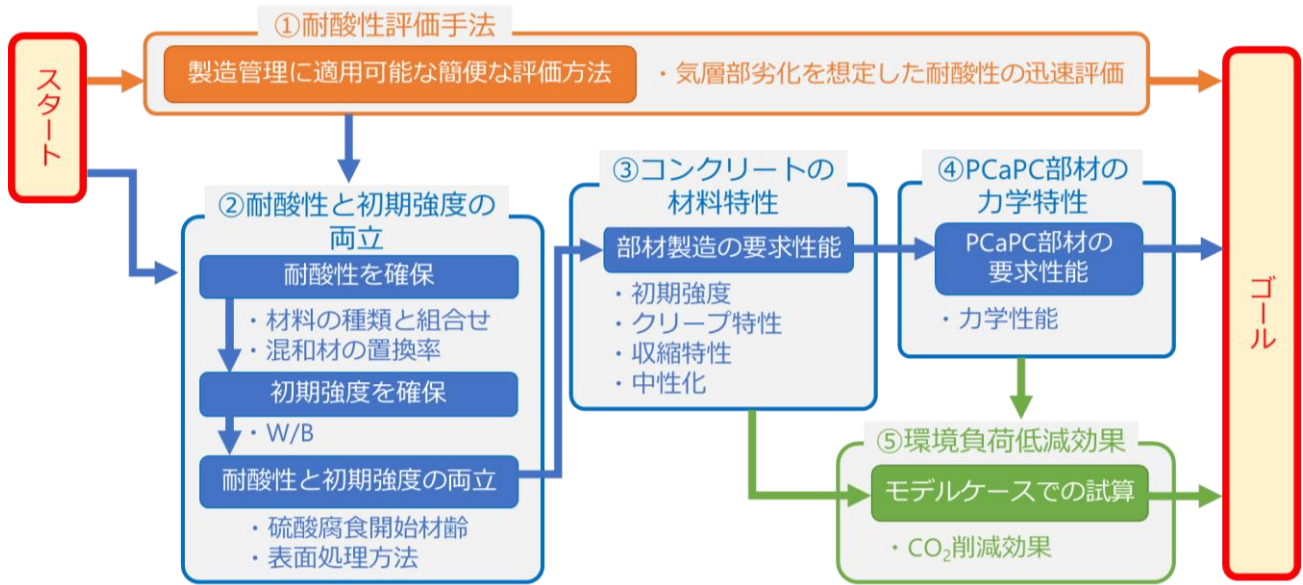 スタート
①耐酸性評価手法
製造管理に適用可能な簡便な評価方法
・気層部劣化を想定した耐酸性の迅速評価
②耐酸性と初期強度の
両立
耐酸性を確保
・材料の種類と組合せ
・混和材の置換率
初期強度を確保
・W/B
耐酸性と初期強度の両立
・硫酸腐食開始材齢
・表面処理方法
③コンクリートの
材料特性
部材製造の要求性能
・初期強度
・クリープ特性
・収縮特性
・中性化
④PCaPC部材の
力学特性
PCaPC部材の
要求性能
・力学性能
⑤環境負荷低減効果
モデルケースでの試算
・CO₂削減効果
ゴール